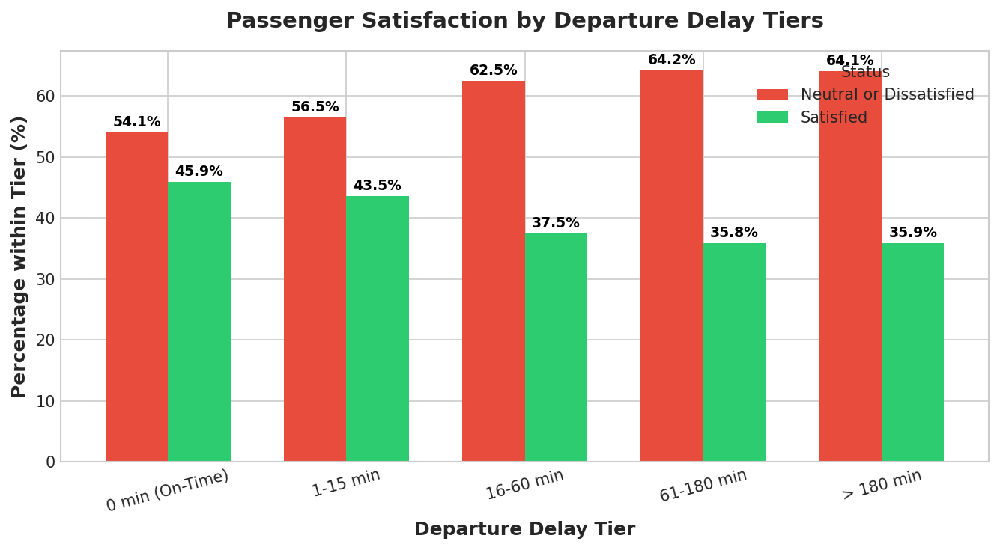 Passenger Satisfaction by Departure Delay Tiers
Percentage within Tier (%)
60
50
40
30
20
10
0
54.1%
45.9%
56.5%
43.5%
62.5%
37.5%
64.2%
35.8%
64.1%
35.9%
Status
Neutral or Dissatisfied
Satisfied
0 min (On-Time)
1-15 min
16-60 min
61-180 min
> 180 min
Departure Delay Tier